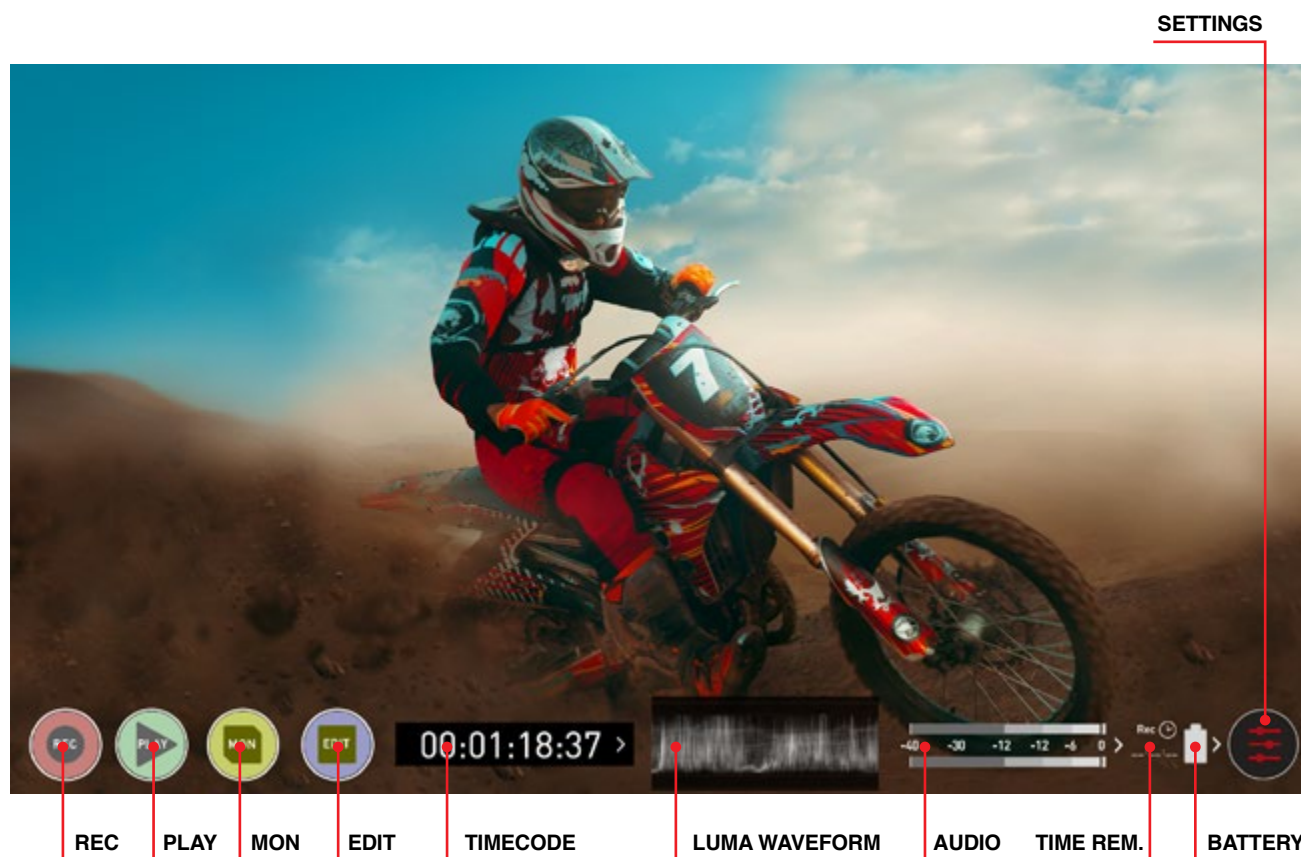 SETTINGS
7
REC
PLAY
MON
EDIT
00:01:18:37 >
-40 -30 -12 -12 -6 0 >
Rec
>
REC PLAY MON EDIT TIMECODE LUMA WAVEFORM AUDIO TIME REM. BATTERY